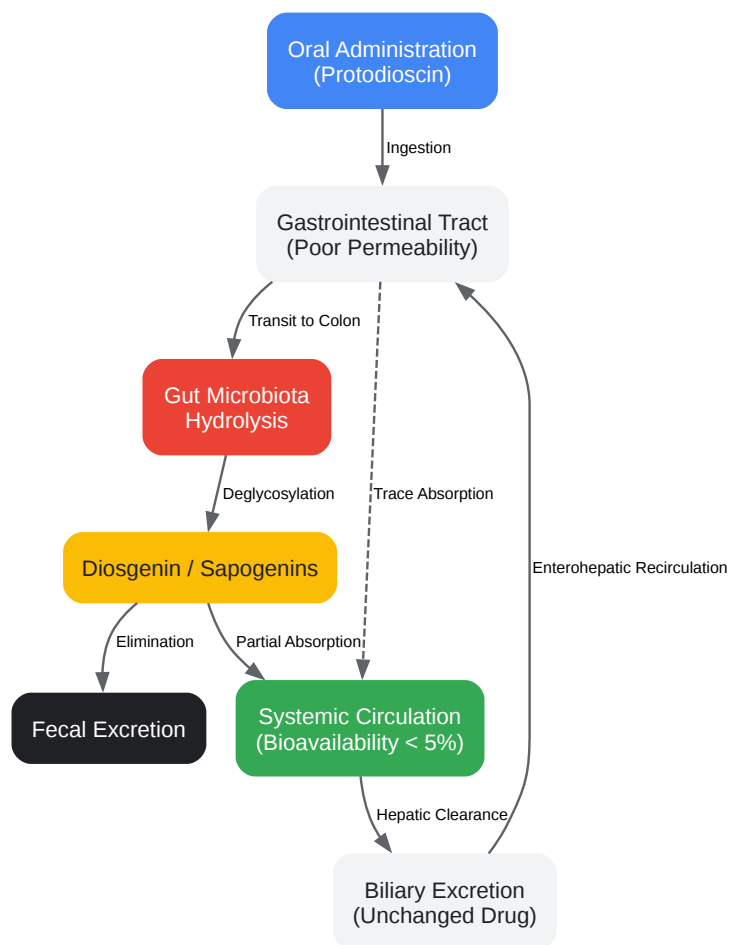 Oral Administration
(Protodioscin)
Ingestion
Gastrointestinal Tract
(Poor Permeability)
Transit to Colon
Gut Microbiota
Hydrolysis
Deglycosylation
Trace Absorption
Enterohepatic Recirculation
Diosgenin / Sapogenins
Elimination
Partial Absorption
Fecal Excretion
Systemic Circulation
(Bioavailability < 5%)
Hepatic Clearance
Biliary Excretion
(Unchanged Drug)